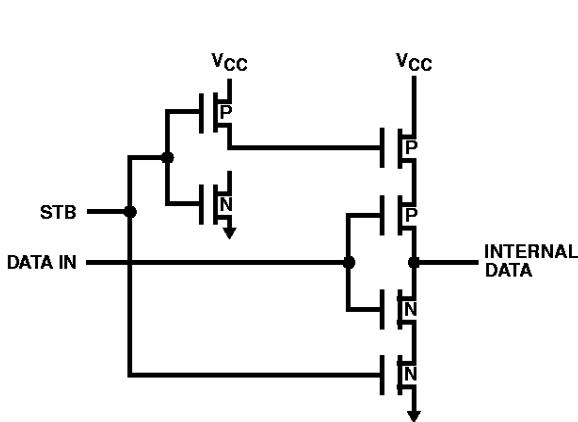 VCC
VCC
P
P
N
P
STB
DATA IN
INTERNAL
DATA
N
N